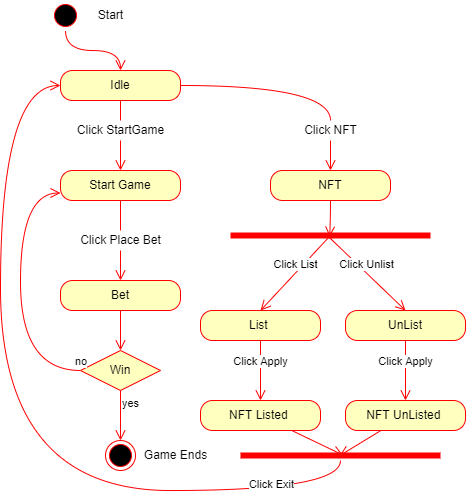 Start
Idle
Click StartGame
Click NFT
Start Game
NFT
Click Place Bet
Click List
Click Unlist
Bet
List
UnList
no
Win
Click Apply
Click Apply
yes
NFT Listed
NFT UnListed
Game Ends
Click Exit